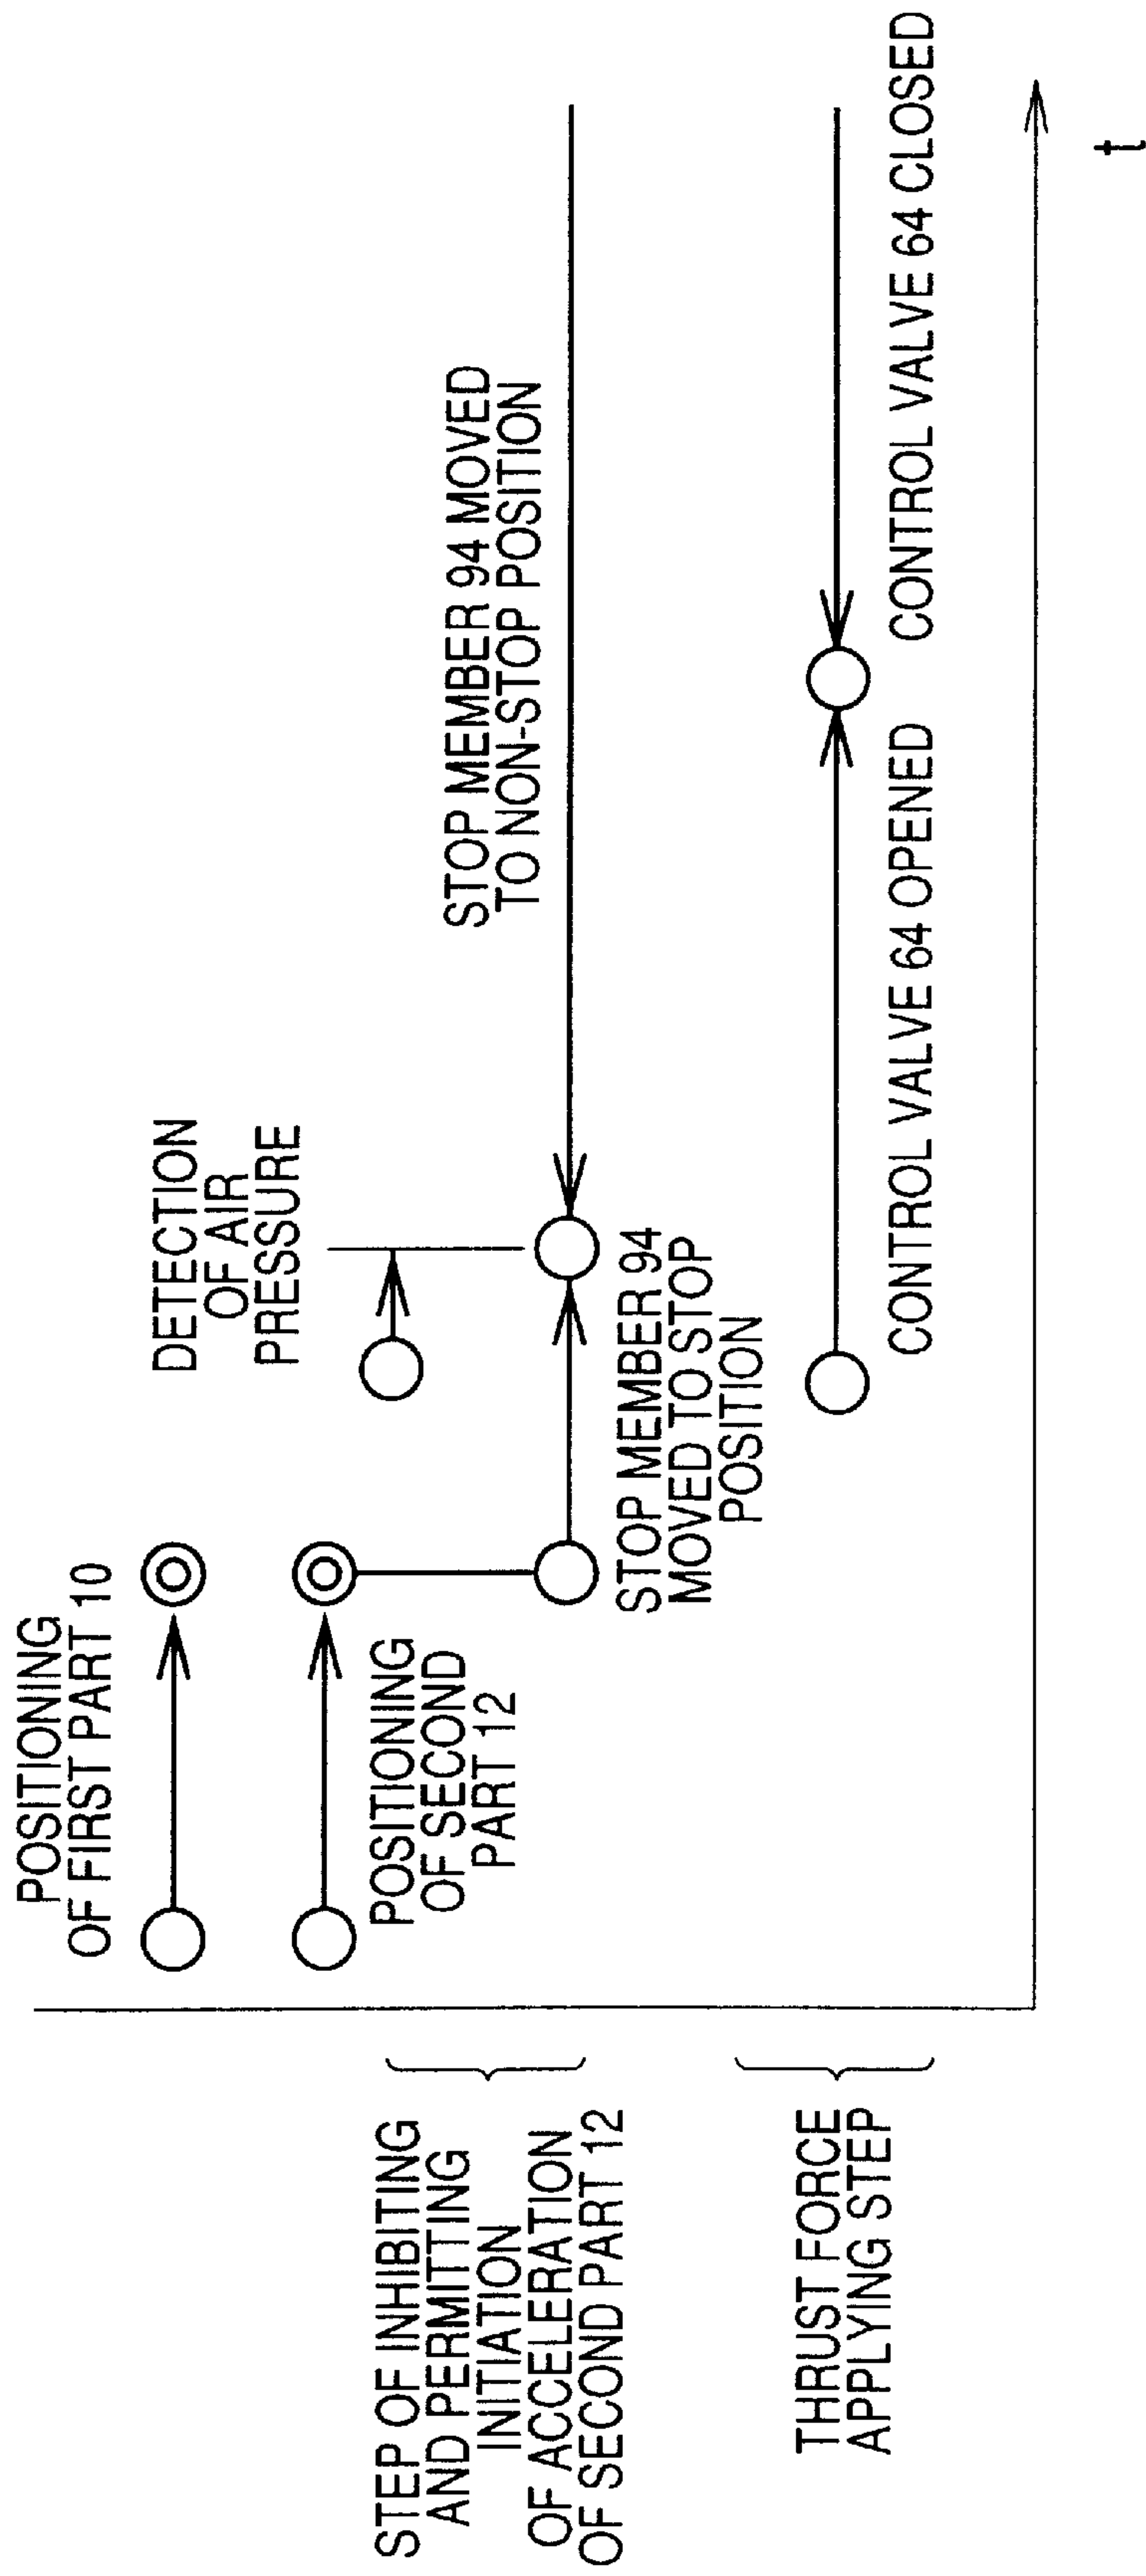 POSITIONING
OF FIRST PART 10
POSITIONING
OF SECOND
PART 12
DETECTION
OF AIR
PRESSURE
STOP MEMBER 94 MOVED
TO NON-STOP POSITION
STOP MEMBER 94
MOVED TO STOP
POSITION
STEP OF INHIBITING
AND PERMITTING
INITIATION
OF ACCELERATION
OF SECOND PART 12
THRUST FORCE
APPLYING STEP
CONTROL VALVE 64 OPENED
CONTROL VALVE 64 CLOSED
t